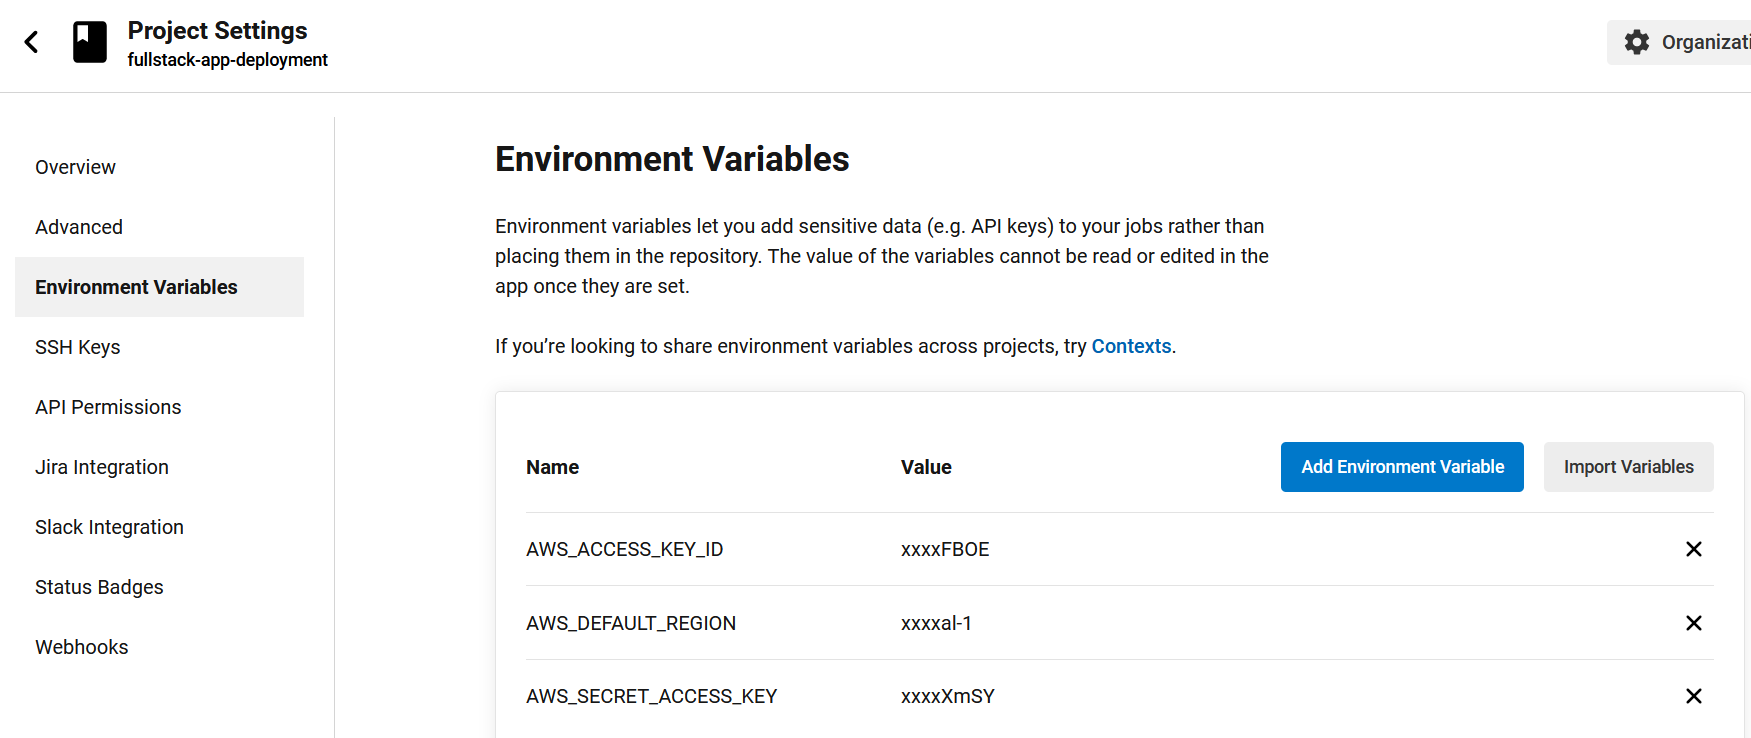 Project Settings
fullstack-app-deployment
Organizati
Overview
Advanced
Environment Variables
SSH Keys
API Permissions
Jira Integration
Slack Integration
Status Badges
Webhooks
Environment Variables
Environment variables let you add sensitive data (e.g. API keys) to your jobs rather than
placing them in the repository. The value of the variables cannot be read or edited in the
app once they are set.
If you’re looking to share environment variables across projects, try Contexts.
Name Value Add Environment Variable Import Variables
AWS_ACCESS_KEY_ID xxxxFBOE
AWS_DEFAULT_REGION xxxxal-1
AWS_SECRET_ACCESS_KEY xxxxXmSY